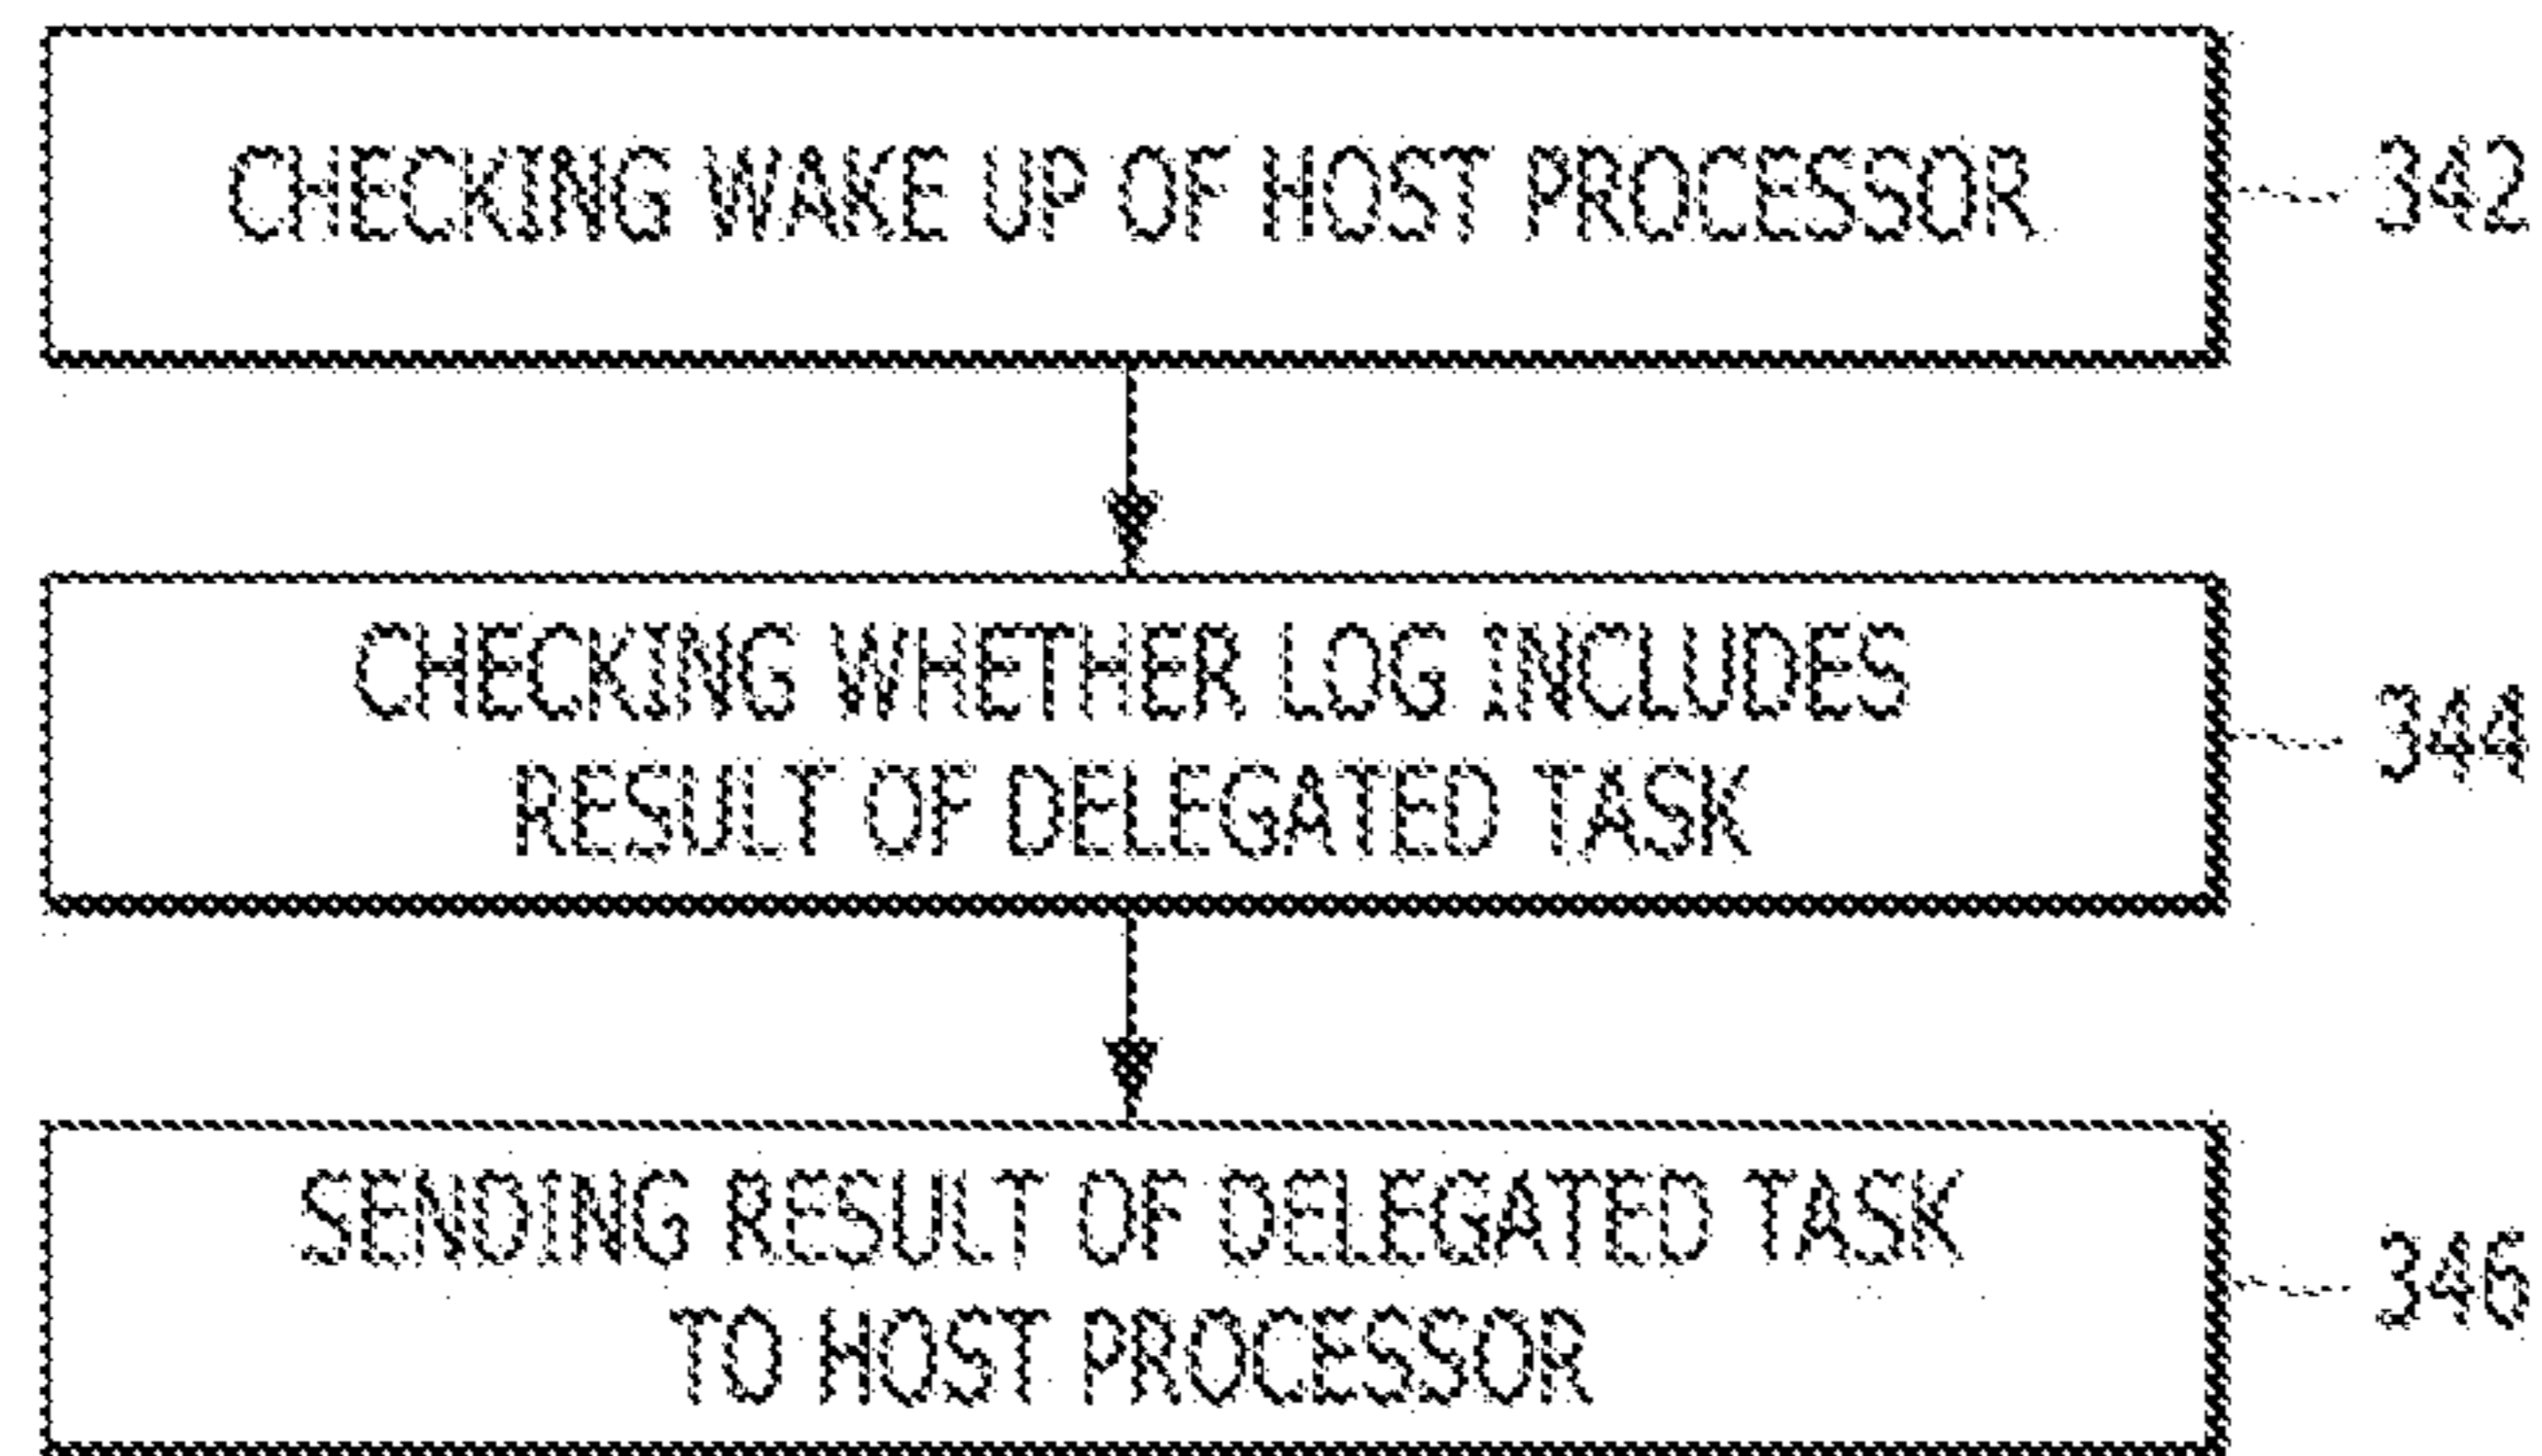 CHECKING WAKE UP OF HOST PROCESSOR
342
CHECKING WHETHER LOG INCLUDES
RESULT OF DELEGATED TASK
344
SENDING RESULT OF DELEGATED TASK
TO HOST PROCESSOR
346